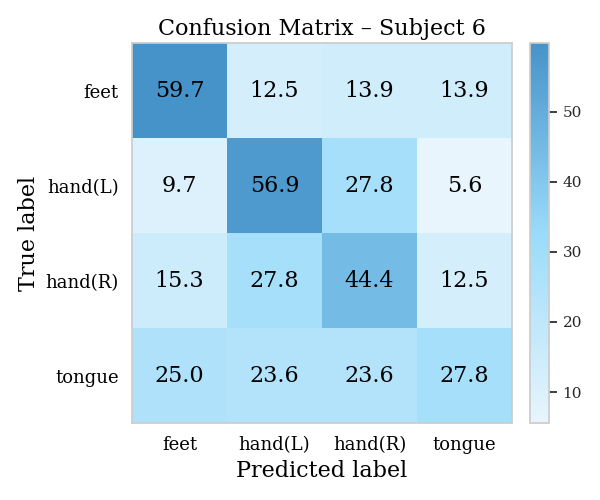 Confusion Matrix – Subject 6
feet 59.7 12.5 13.9 13.9
hand(L) 9.7 56.9 27.8 5.6
hand(R) 15.3 27.8 44.4 12.5
tongue 25.0 23.6 23.6 27.8
feet hand(L) hand(R) tongue
Predicted label
True label
50
40
30
20
10